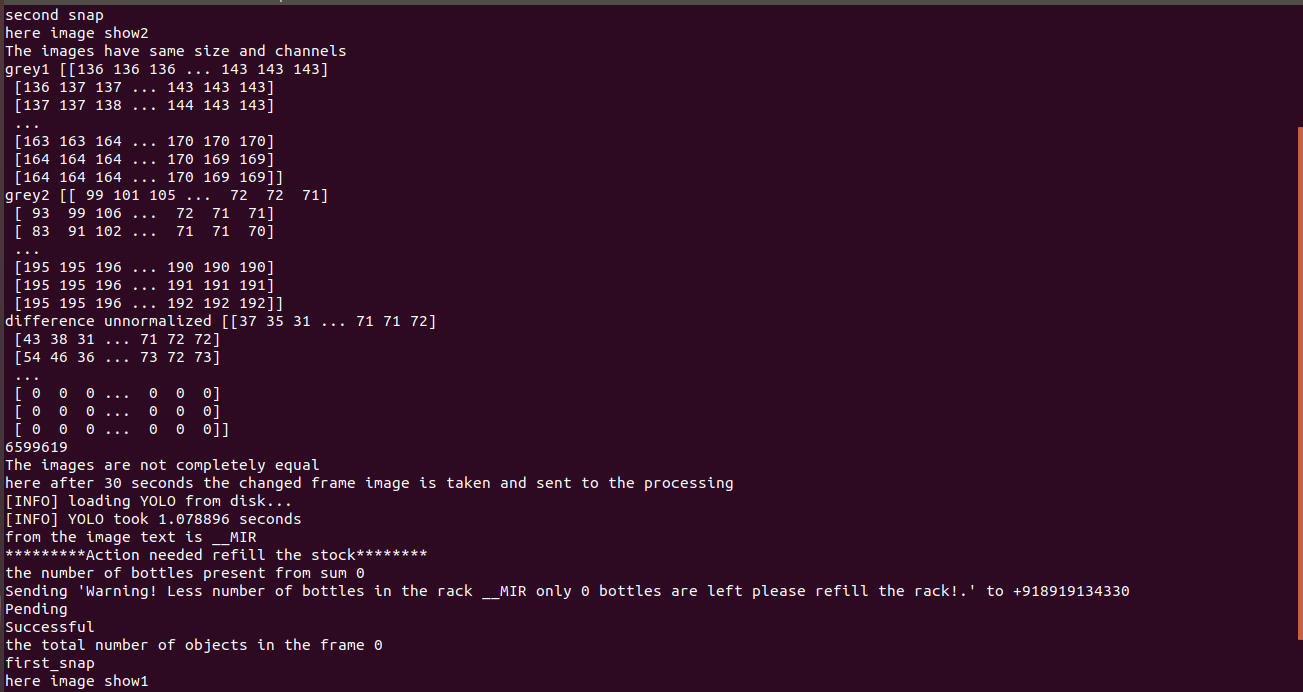 second snap
here image show2
The images have same size and channels
grey1 [[136 136 136 ... 143 143 143]
 [136 137 137 ... 143 143 143]
 [137 137 138 ... 144 143 143]
 ...
 [163 163 164 ... 170 170 170]
 [164 164 164 ... 170 169 169]
 [164 164 164 ... 170 169 169]]
grey2 [[ 99 101 105 ...  72  72  71]
 [ 93  99 106 ...  72  71  71]
 [ 83  91 102 ...  71  71  70]
 ...
 [195 195 196 ... 190 190 190]
 [195 195 196 ... 191 191 191]
 [195 195 196 ... 192 192 192]]
difference unnormalized [[37 35 31 ... 71 71 72]
 [43 38 31 ... 71 72 72]
 [54 46 36 ... 73 72 73]
 ...
 [ 0  0  0 ...  0  0  0]
 [ 0  0  0 ...  0  0  0]
 [ 0  0  0 ...  0  0  0]]
6599619
The images are not completely equal
here after 30 seconds the changed frame image is taken and sent to the processing
[INFO] loading YOLO from disk...
[INFO] YOLO took 1.078896 seconds
from the image text is __MIR
*********Action needed refill the stock********
the number of bottles present from sum 0
Sending 'Warning! Less number of bottles in the rack __MIR only 0 bottles are left please refill the rack!.' to +918919134330
Pending
Successful
the total number of objects in the frame 0
first_snap
here image show1